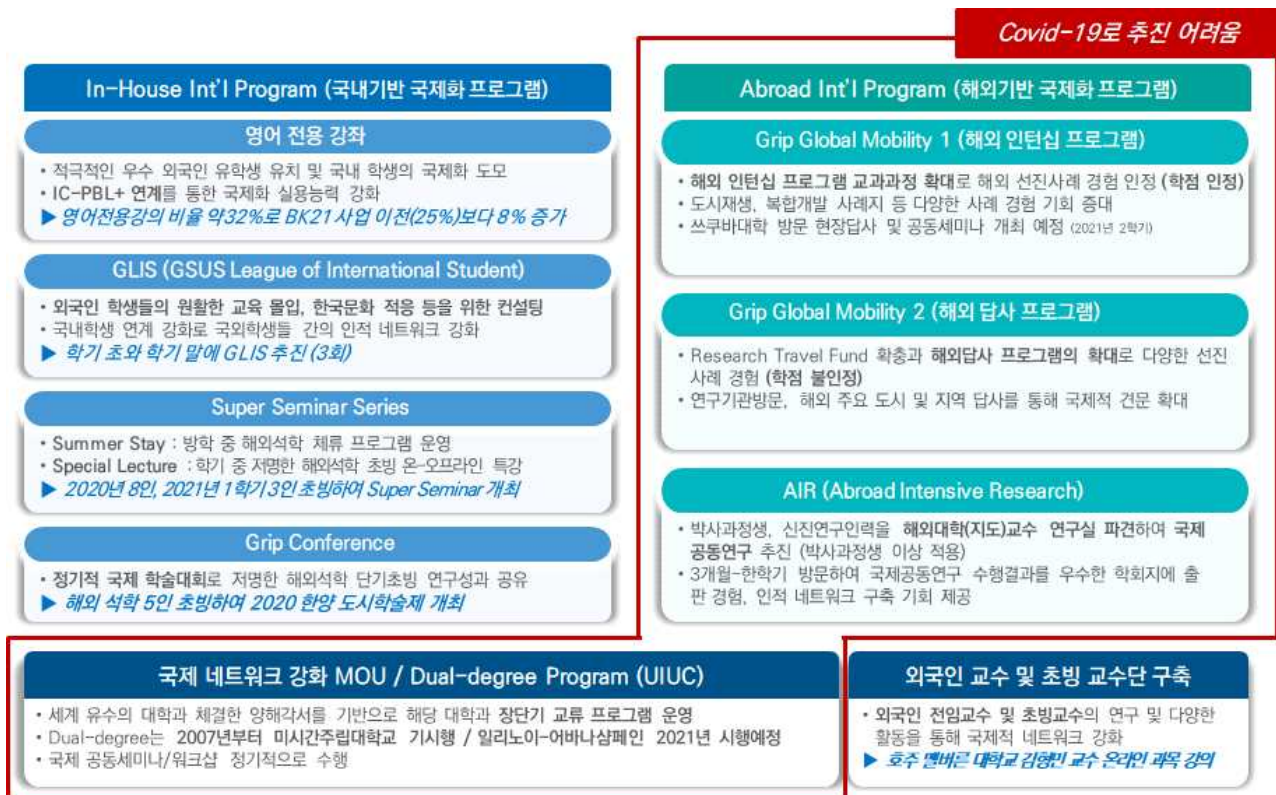 Covid-19로 추진 어려움
In-House Int'l Program (국내기반 국제화 프로그램)
영어 전용 강좌
• 적극적인 우수 외국인 유학생 유치 및 국내 학생의 국제화 도모
• IC-PBL+ 연계를 통한 국제화 실용능력 강화
▶ 영어전용강의 비율 약32%로 BK21 사업 이전(25%)보다 8% 증가
GLIS (GSUS League of International Student)
• 외국인 학생들의 원활한 교육 몰입, 한국문화 적응 등을 위한 컨설팅
• 국내학생 연계 강화로 국외학생들 간의 인적 네트워크 강화
▶ 학기 초와 학기 말에 GLIS 추진 (3회)
Super Seminar Series
• Summer Stay : 방학 중 해외석학 체류 프로그램 운영
• Special Lecture : 학기 중 저명한 해외석학 초빙 온-오프라인 특강
▶ 2020년 8인, 2021년 1학기 3인 초빙하여 Super Seminar 개최
Grip Conference
• 정기적 국제 학술대회로 저명한 해외석학 단기초빙 연구성과 공유
▶ 해외 석학 5인 초빙하여 2020 한양 도시학술제 개최
Abroad Int'l Program (해외기반 국제화 프로그램)
Grip Global Mobility 1 (해외 인턴십 프로그램)
• 해외 인턴십 프로그램 교과과정 확대로 해외 선진사례 경험 인정 (학점 인정)
• 도시재생, 복합개발 사례지 등 다양한 사례 경험 기회 증대
• 쓰쿠바대학 방문 현장답사 및 공동세미나 개최 예정 (2021년 2학기)
Grip Global Mobility 2 (해외 답사 프로그램)
• Research Travel Fund 확충과 해외답사 프로그램의 확대로 다양한 선진
사례 경험 (학점 불인정)
• 연구기관방문, 해외 주요 도시 및 지역 답사를 통해 국제적 견문 확대
AIR (Abroad Intensive Research)
• 박사과정생, 신진연구인력을 해외대학(지도)교수 연구실 파견하여 국제
공동연구 추진 (박사과정생 이상 적용)
• 3개월-한학기 방문하여 국제공동연구 수행결과를 우수한 학회지에 출
판 경험, 인적 네트워크 구축 기회 제공
국제 네트워크 강화 MOU / Dual-degree Program (UIUC)
• 세계 유수의 대학과 체결한 양해각서를 기반으로 해당 대학과 장단기 교류 프로그램 운영
• Dual-degree는 2007년부터 미시간주립대학교 기시행 / 일리노이-어바나샴페인 2021년 시행예정
• 국제 공동세미나/워크샵 정기적으로 수행
외국인 교수 및 초빙 교수단 구축
• 외국인 전임교수 및 초빙교수의 연구 및 다양한
활동을 통해 국제적 네트워크 강화
▶ 호주 멜버른 대학교 김형민 교수 온라인 과목 강의